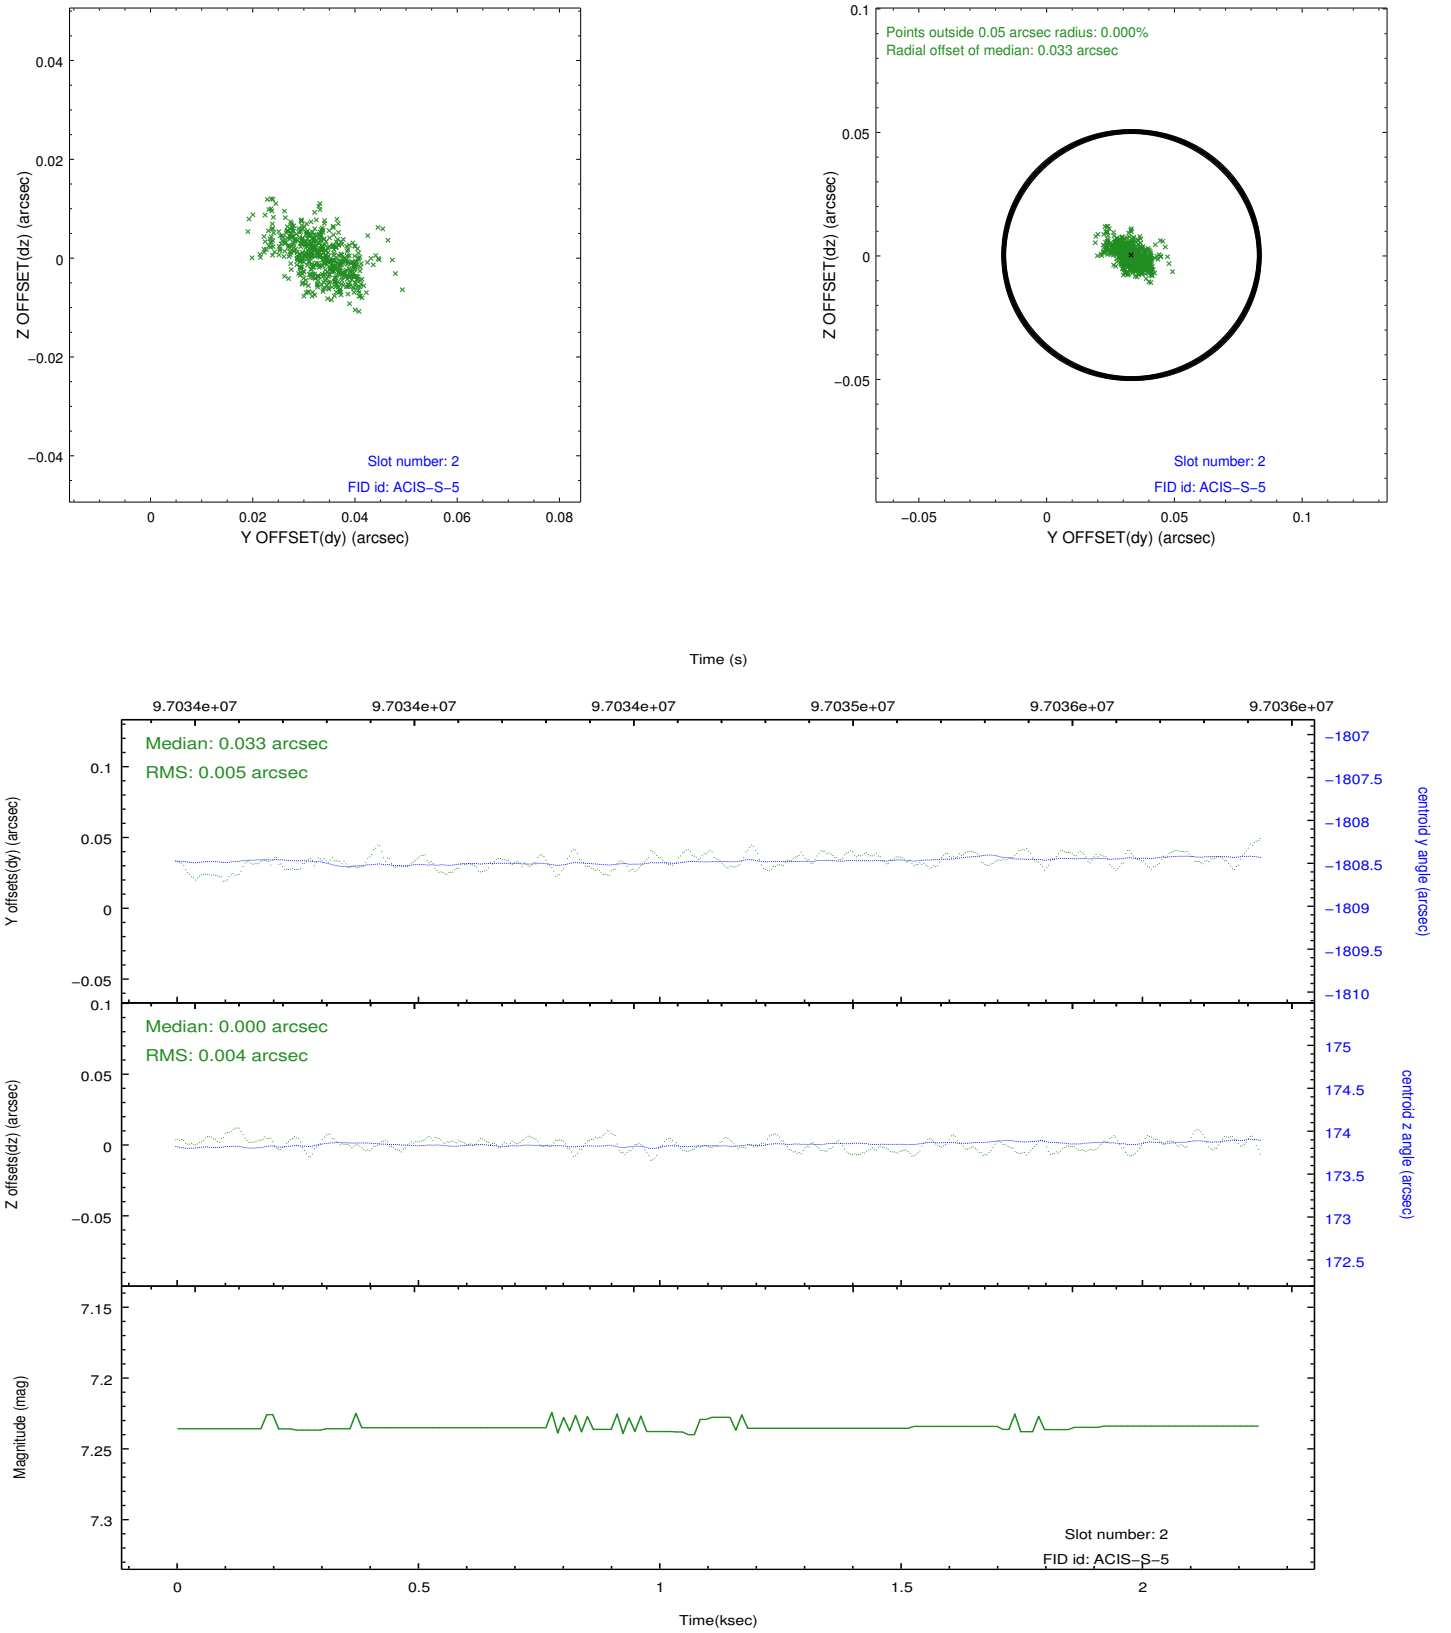 0.04
0.02
0
−0.02
−0.04
Z OFFSET(dz) (arcsec)
Slot number: 2
FID id: ACIS−S−5
0
0.02
0.04
0.06
0.08
Y OFFSET(dy) (arcsec)
0.1
0.05
0
−0.05
Z OFFSET(dz) (arcsec)
Points outside 0.05 arcsec radius: 0.000%
Radial offset of median: 0.033 arcsec
Slot number: 2
FID id: ACIS−S−5
−0.05
0
0.05
0.1
Y OFFSET(dy) (arcsec)
Time (s)
9.7034e+07
9.7034e+07
9.7034e+07
9.7035e+07
9.7036e+07
9.7036e+07
Median: 0.033 arcsec
RMS: 0.005 arcsec
0.1
0.05
0
−0.05
Y offsets(dy) (arcsec)
−1807
−1807.5
−1808
−1808.5
−1809
−1809.5
−1810
centroid y angle (arcsec)
Median: 0.000 arcsec
RMS: 0.004 arcsec
0.1
0.05
0
−0.05
Z offsets(dz) (arcsec)
175
174.5
174
173.5
173
172.5
centroid z angle (arcsec)
7.15
7.2
7.25
7.3
Magnitude (mag)
Slot number: 2
FID id: ACIS−S−5
0
0.5
1
1.5
2
Time(ksec)